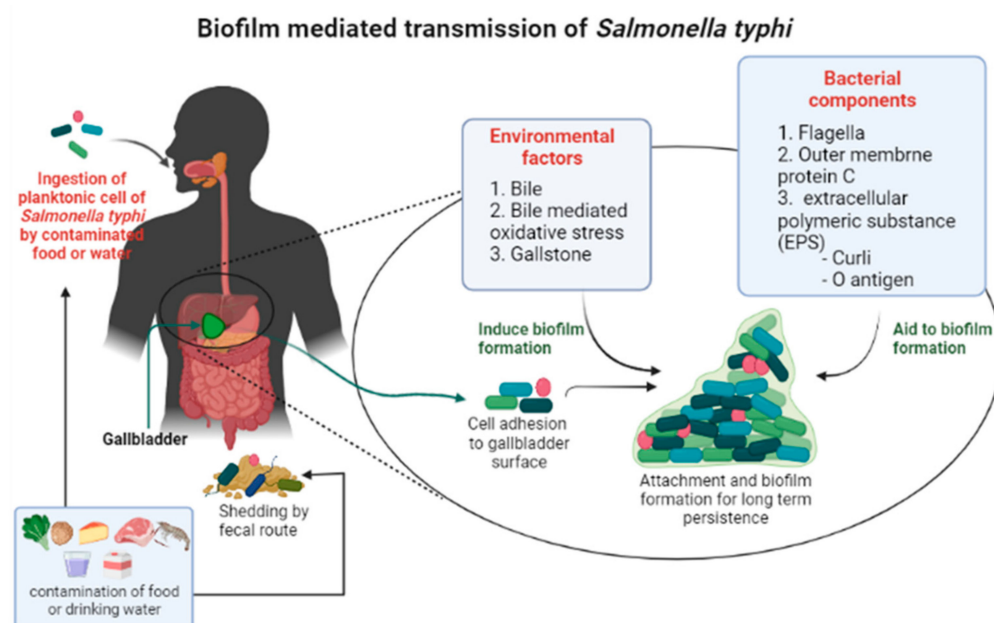 Biofilm mediated transmission of Salmonella typhi
Ingestion of
planktonic cell of
Salmonella typhi
by contaminated
food or water
Gallbladder
Shedding by
fecal route
contamination of food
or drinking water
Environmental
factors
1. Bile
2. Bile mediated
oxidative stress
3. Gallstone
Bacterial
components
1. Flagella
2. Outer membrne
protein C
3. extracellular
polymeric substance
(EPS)
- Curli
- O antigen
Induce biofilm
formation
Aid to biofilm
formation
Cell adhesion
to gallbladder
surface
Attachment and biofilm
formation for long term
persistence